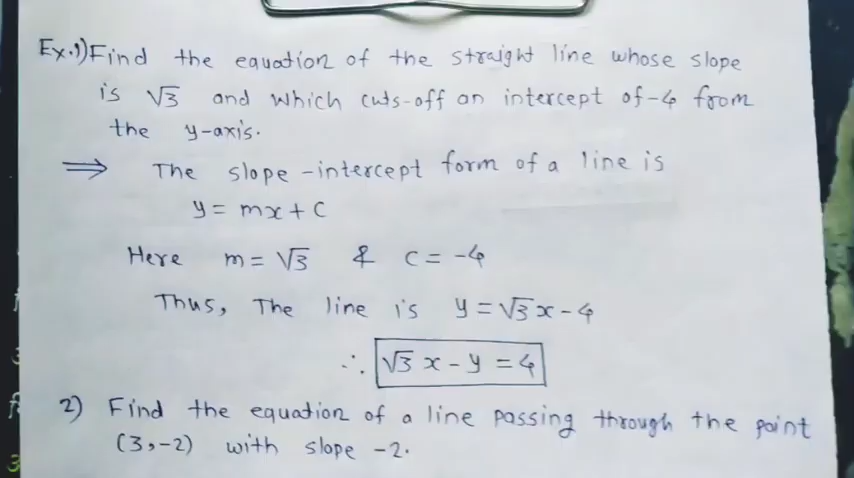 Ex.1) Find the equation of the straight line whose slope
is √3 and which cuts-off an intercept of -4 from
the y-axis.
⟹ The slope-intercept form of a line is
y = mx + c
Here m = √3 & c = -4
Thus, The line is y = √3x - 4
∴ √3 x - y = 4
2) Find the equation of a line passing through the point
(3,-2) with slope -2.